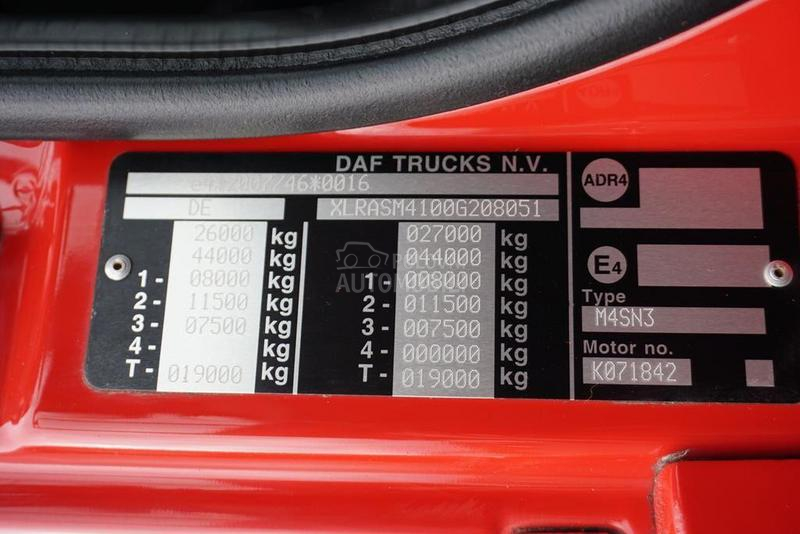 DAF TRUCKS N.V.
e4*2007/46*0016
DE XLRASM4100G208051
26000 kg 027000 kg
44000 kg 044000 kg
1- 08000 kg 1- 008000 kg
2- 11500 kg 2- 011500 kg
3- 07500 kg 3- 007500 kg
4- kg 4- 000000 kg
T- 019000 kg T- 019000 kg
ADR4
E4
Type
M4SN3
Motor no.
K071842